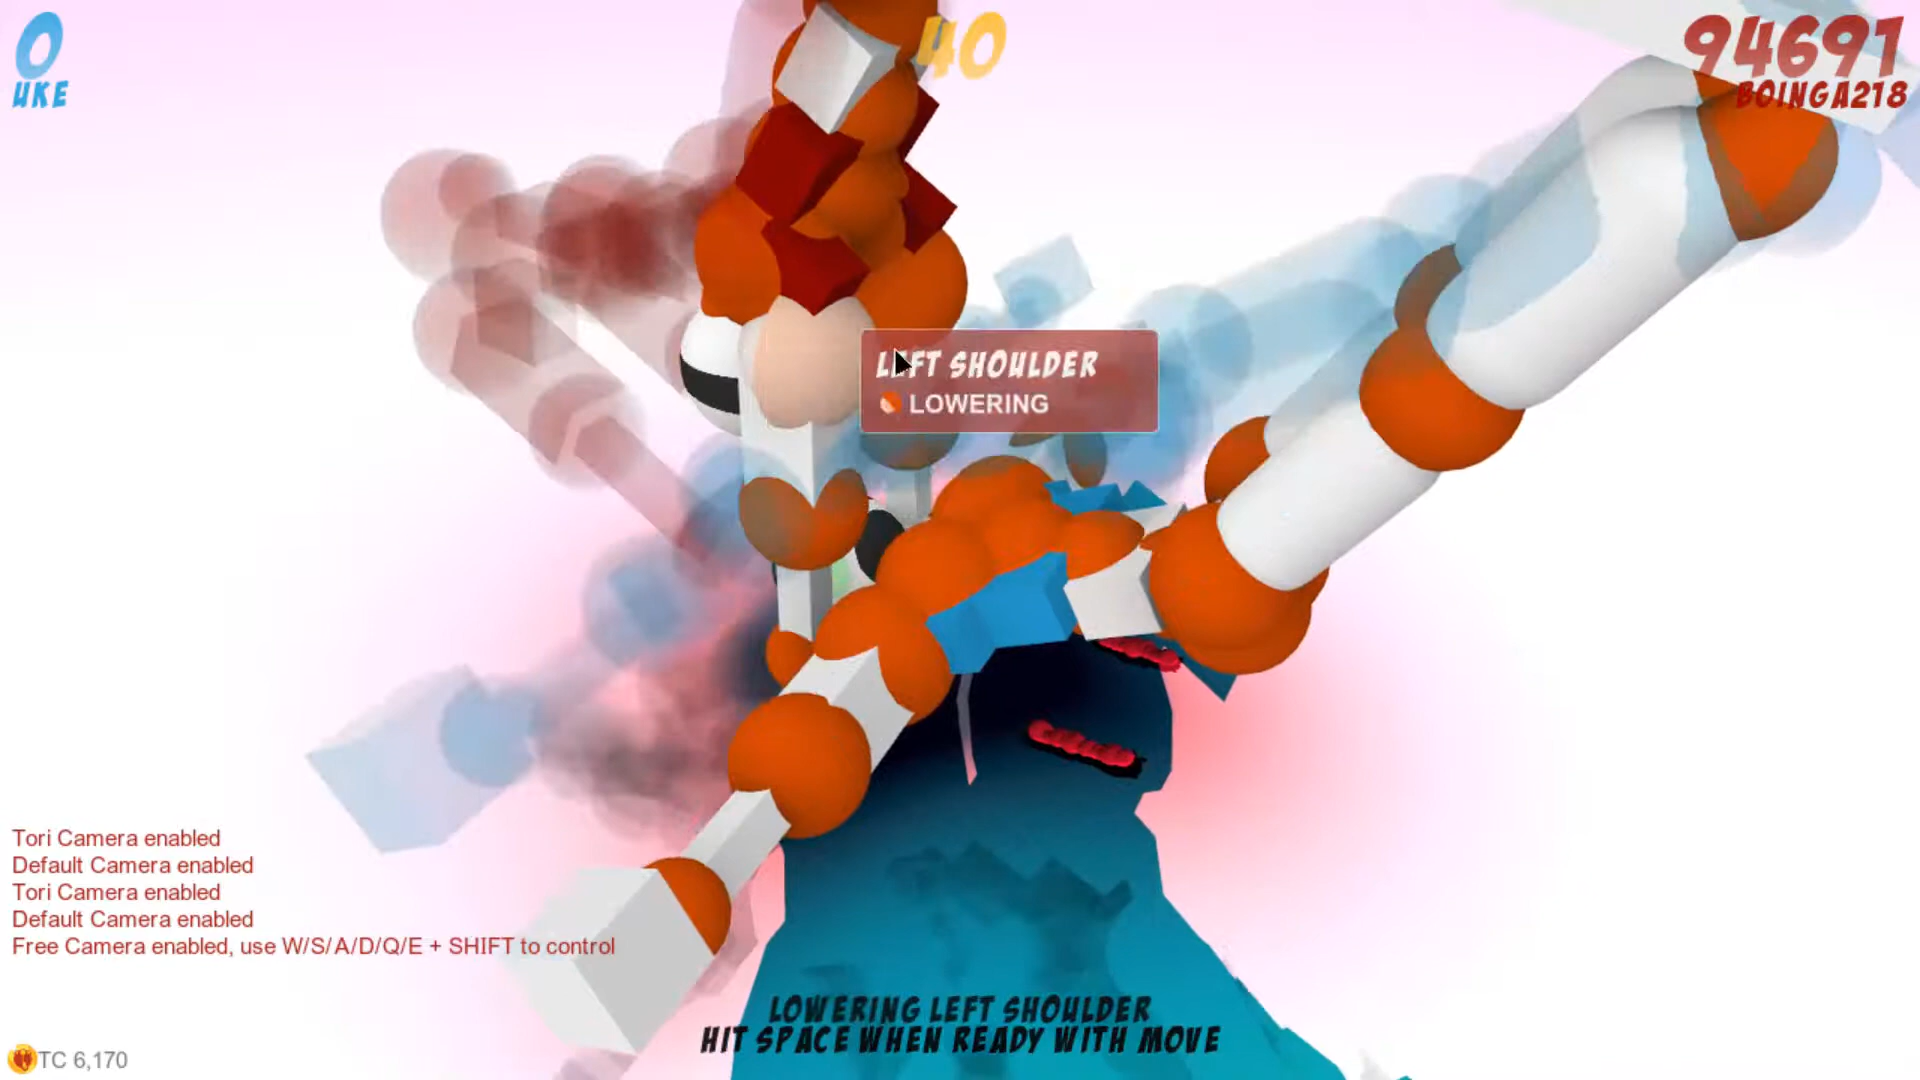 0
UKE
40
94691
BOINGA218
LEFT SHOULDER
LOWERING
Tori Camera enabled
Default Camera enabled
Tori Camera enabled
Default Camera enabled
Free Camera enabled, use W/S/A/D/Q/E + SHIFT to control
LOWERING LEFT SHOULDER
HIT SPACE WHEN READY WITH MOVE
TC 6,170